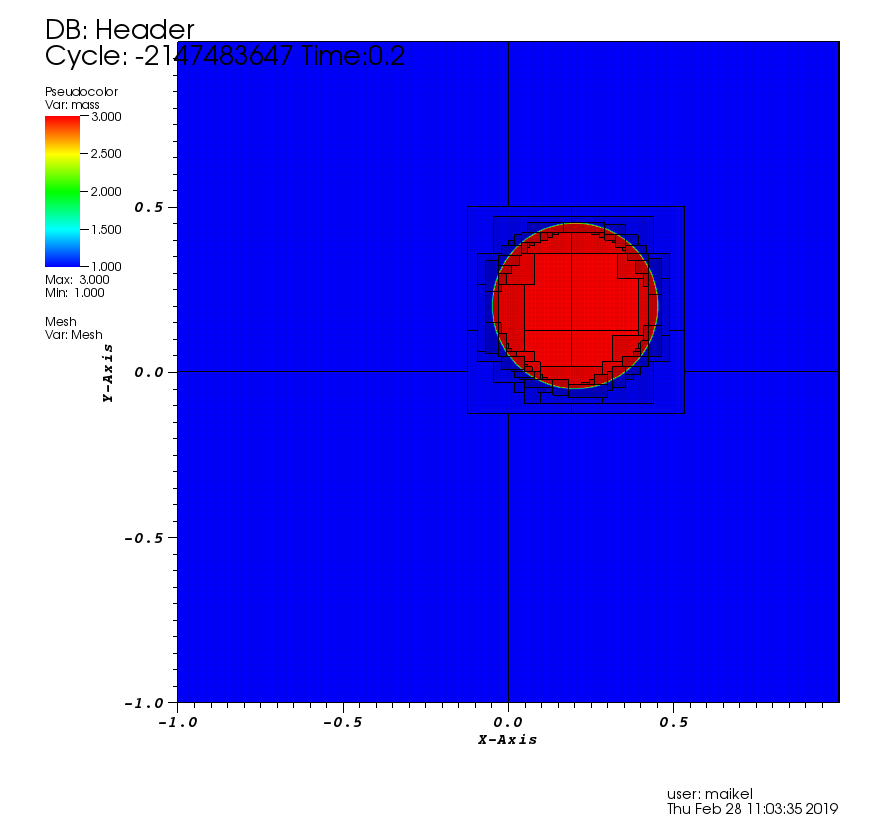 DB: Header
Cycle: -2147483647 Time:0.2
Pseudocolor
Var: mass
3.000
2.500
2.000
1.500
1.000
Max: 3.000
Min: 1.000
Mesh
Var: Mesh
Y-Axis
0.5
0.0
-0.5
-1.0
-1.0 -0.5 0.0 0.5
X-Axis
user: maikel
Thu Feb 28 11:03:35 2019